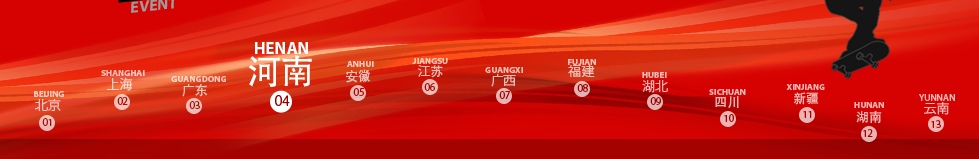 EVENT
BEIJING
北京
01
SHANGHAI
上海
02
GUANGDONG
广东
03
HENAN
河南
04
ANHUI
安徽
05
JIANGSU
江苏
06
GUANGXI
广西
07
FUJIAN
福建
08
HUBEI
湖北
09
SICHUAN
四川
10
XINJIANG
新疆
11
HUNAN
湖南
12
YUNNAN
云南
13